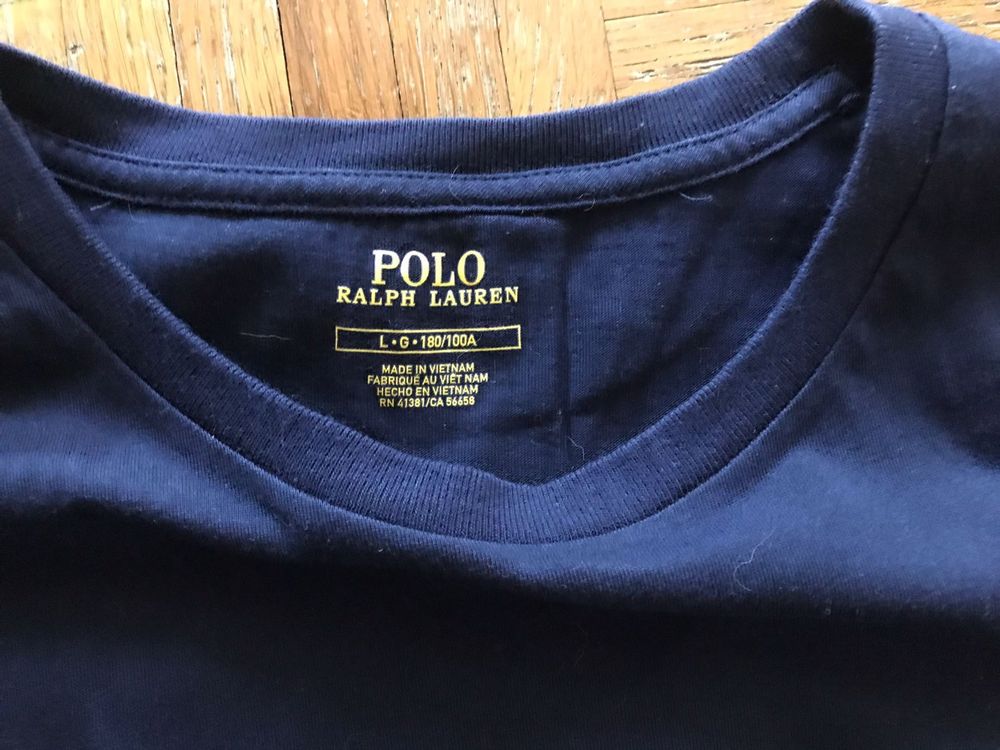 POLO
RALPH LAUREN
L•G•180/100A
MADE IN VIETNAM
FABRIQUÉ AU VIÊT NAM
HECHO EN VIETNAM
RN 41381/CA 56658